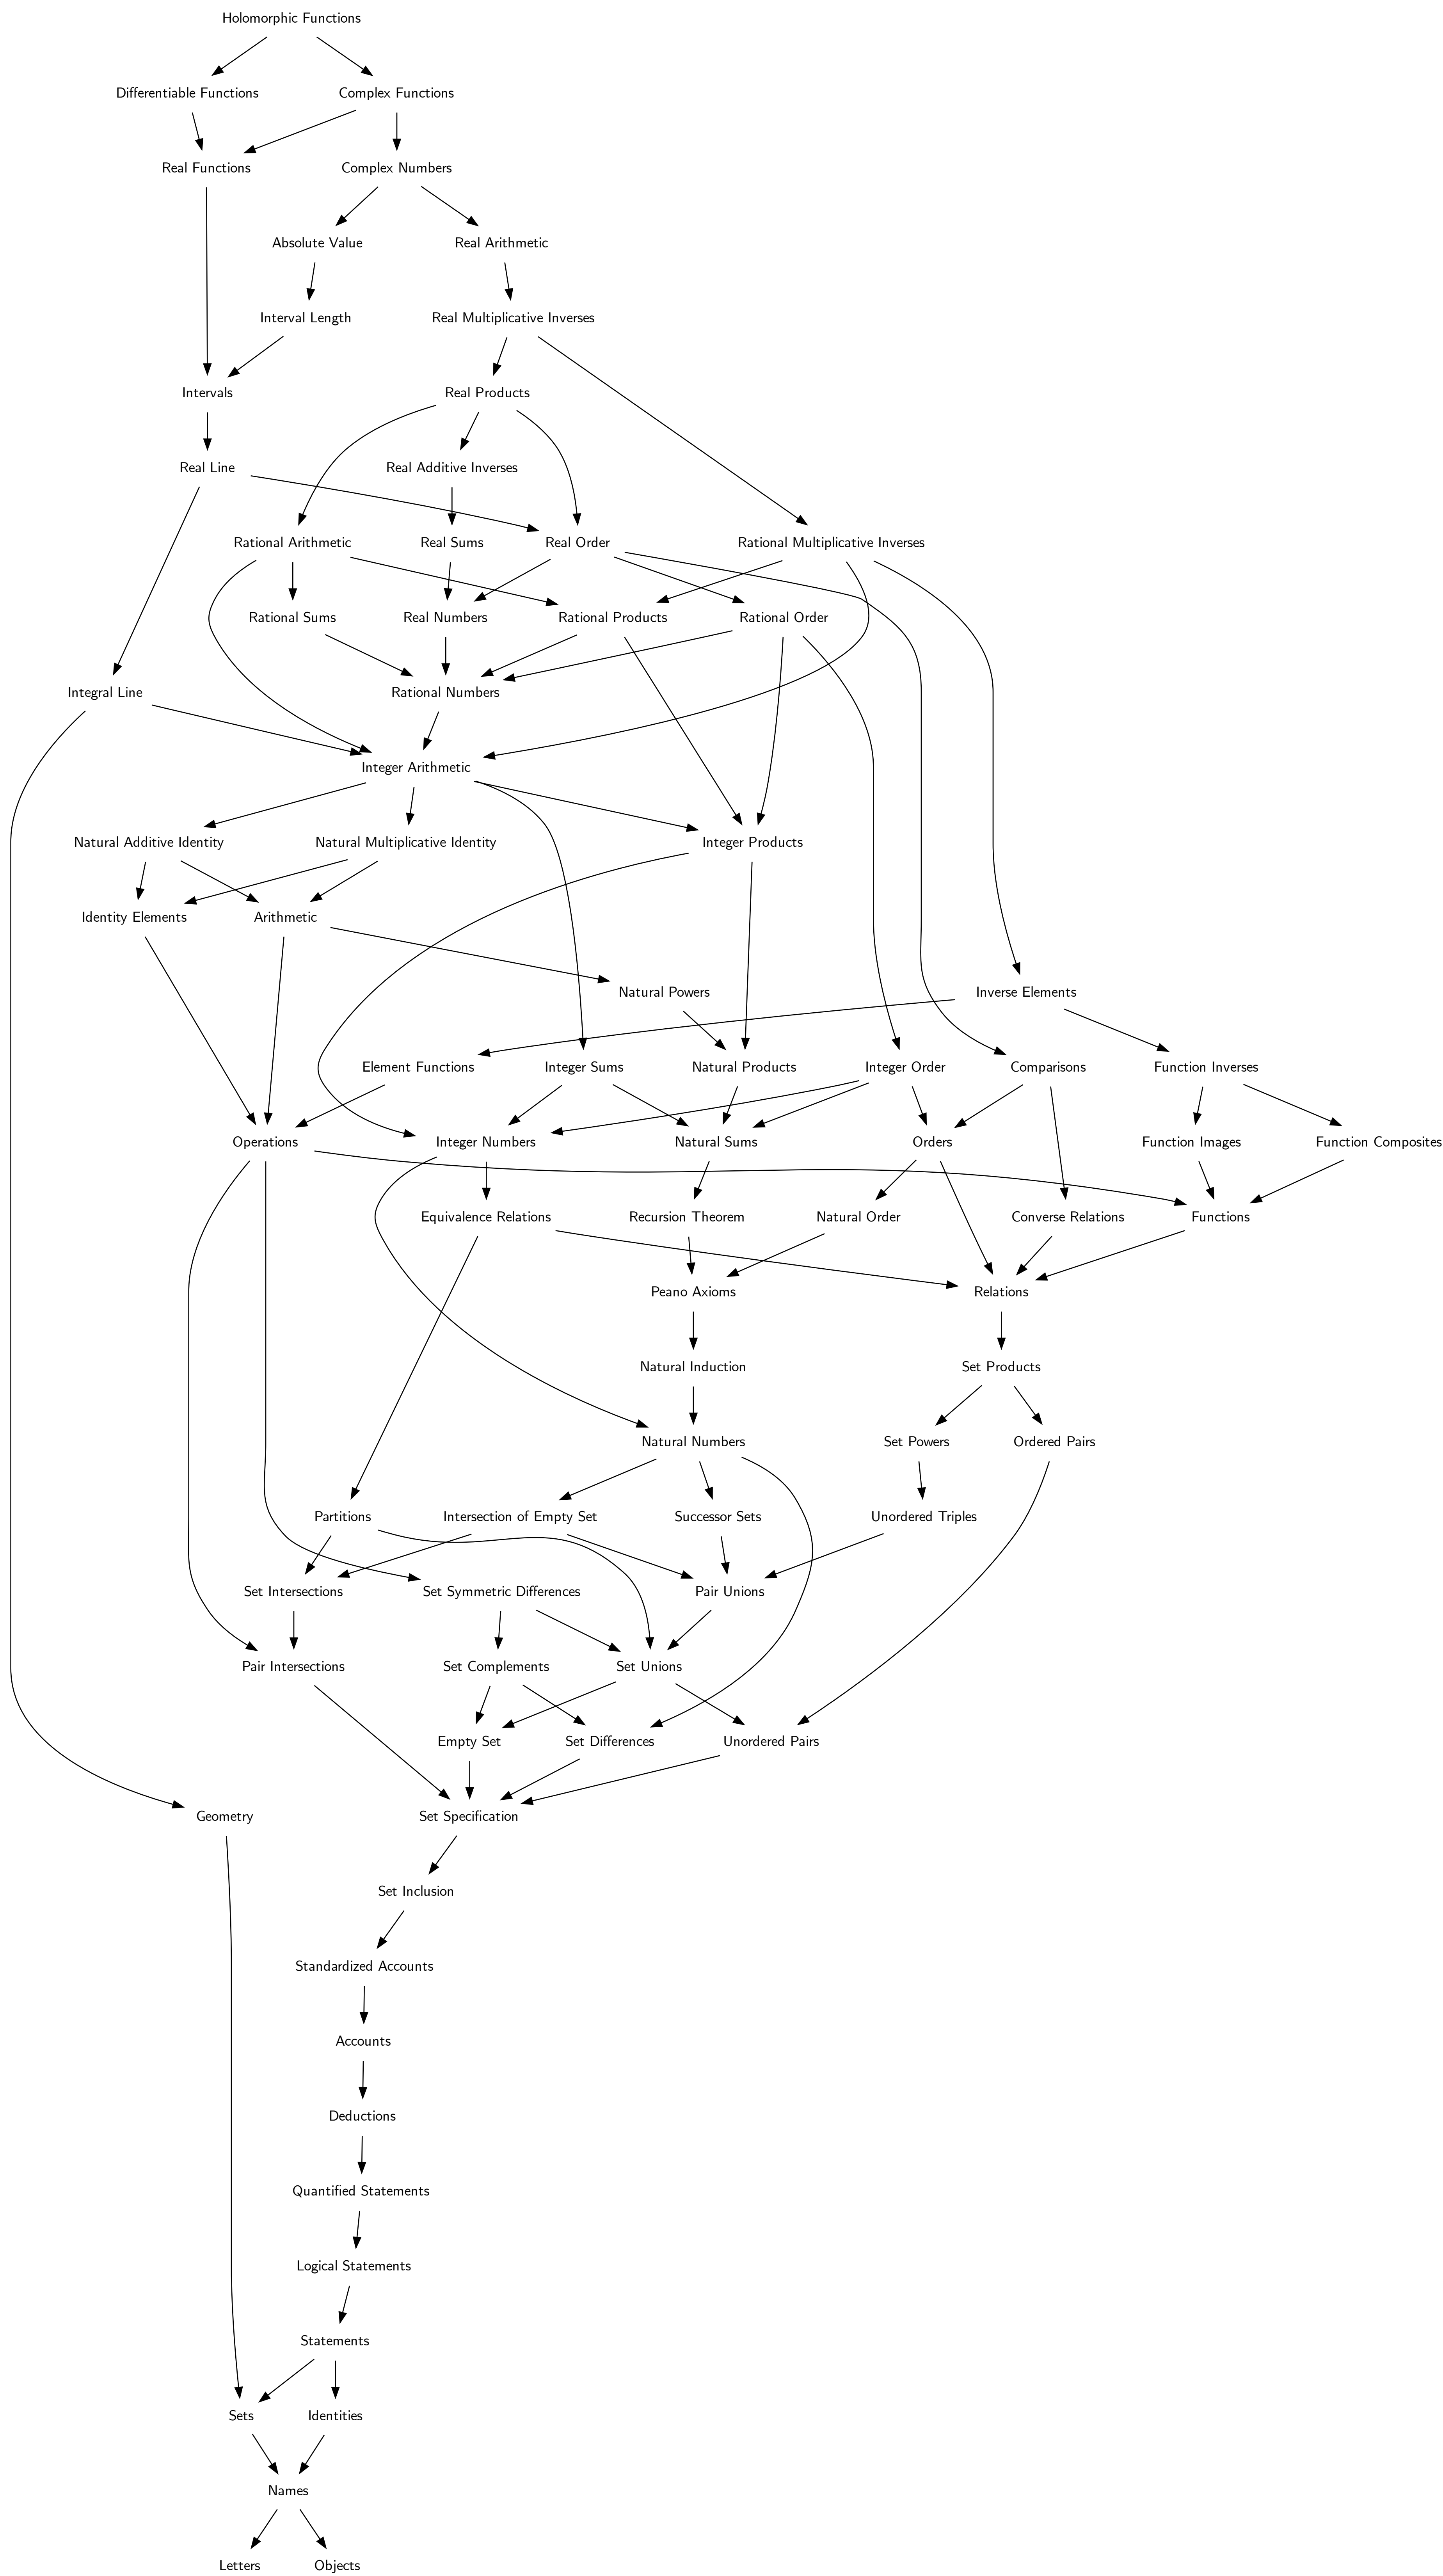 Holomorphic Functions
Differentiable Functions
Complex Functions
Real Functions
Complex Numbers
Absolute Value
Real Arithmetic
Interval Length
Real Multiplicative Inverses
Intervals
Real Products
Real Line
Real Additive Inverses
Rational Arithmetic
Real Sums
Real Order
Rational Multiplicative Inverses
Rational Sums
Real Numbers
Rational Products
Rational Order
Integral Line
Rational Numbers
Integer Arithmetic
Natural Additive Identity
Natural Multiplicative Identity
Integer Products
Identity Elements
Arithmetic
Natural Powers
Inverse Elements
Element Functions
Integer Sums
Natural Products
Integer Order
Comparisons
Function Inverses
Operations
Integer Numbers
Natural Sums
Orders
Function Images
Function Composites
Equivalence Relations
Recursion Theorem
Natural Order
Converse Relations
Functions
Peano Axioms
Relations
Natural Induction
Set Products
Natural Numbers
Set Powers
Ordered Pairs
Partitions
Intersection of Empty Set
Successor Sets
Unordered Triples
Set Intersections
Set Symmetric Differences
Pair Unions
Pair Intersections
Set Complements
Set Unions
Empty Set
Set Differences
Unordered Pairs
Geometry
Set Specification
Set Inclusion
Standardized Accounts
Accounts
Deductions
Quantified Statements
Logical Statements
Statements
Sets
Identities
Names
Letters
Objects